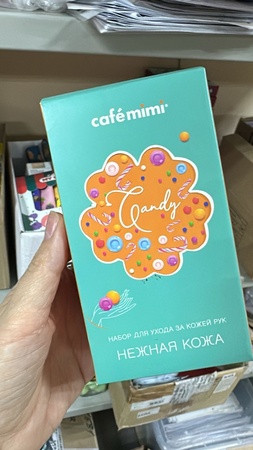 café mimi
Candy
НАБОР ДЛЯ УХОДА ЗА КОЖЕЙ РУК
НЕЖНАЯ КОЖА